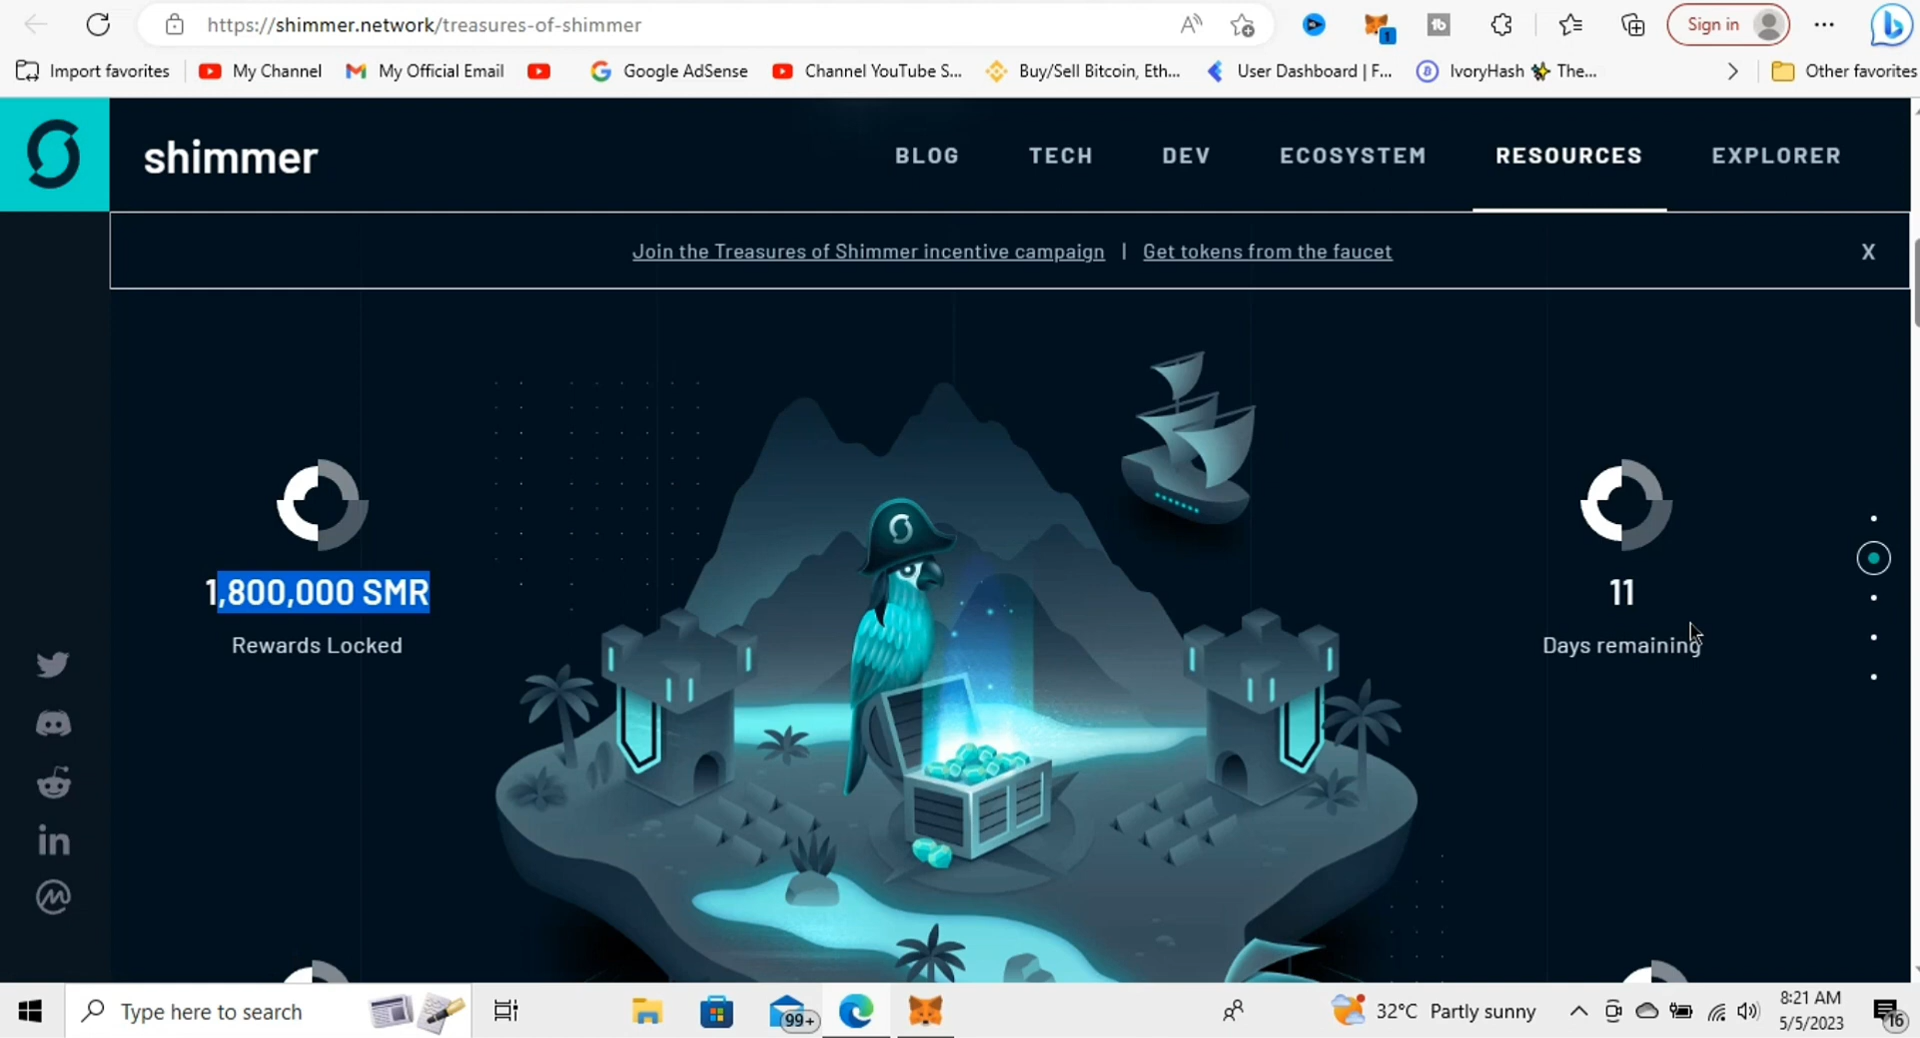 https://shimmer.network/treasures-of-shimmer
A))
1
Sign in
Import favorites
My Channel
My Official Email
Google AdSense
Channel YouTube S...
Buy/Sell Bitcoin, Eth...
User Dashboard | F...
IvoryHash ✨ The...
Other favorites
shimmer
BLOG
TECH
DEV
ECOSYSTEM
RESOURCES
EXPLORER
Join the Treasures of Shimmer incentive campaign | Get tokens from the faucet
X
1,800,000 SMR
Rewards Locked
11
Days remaining
Type here to search
99+
32°C Partly sunny
8:21 AM
5/5/2023
16